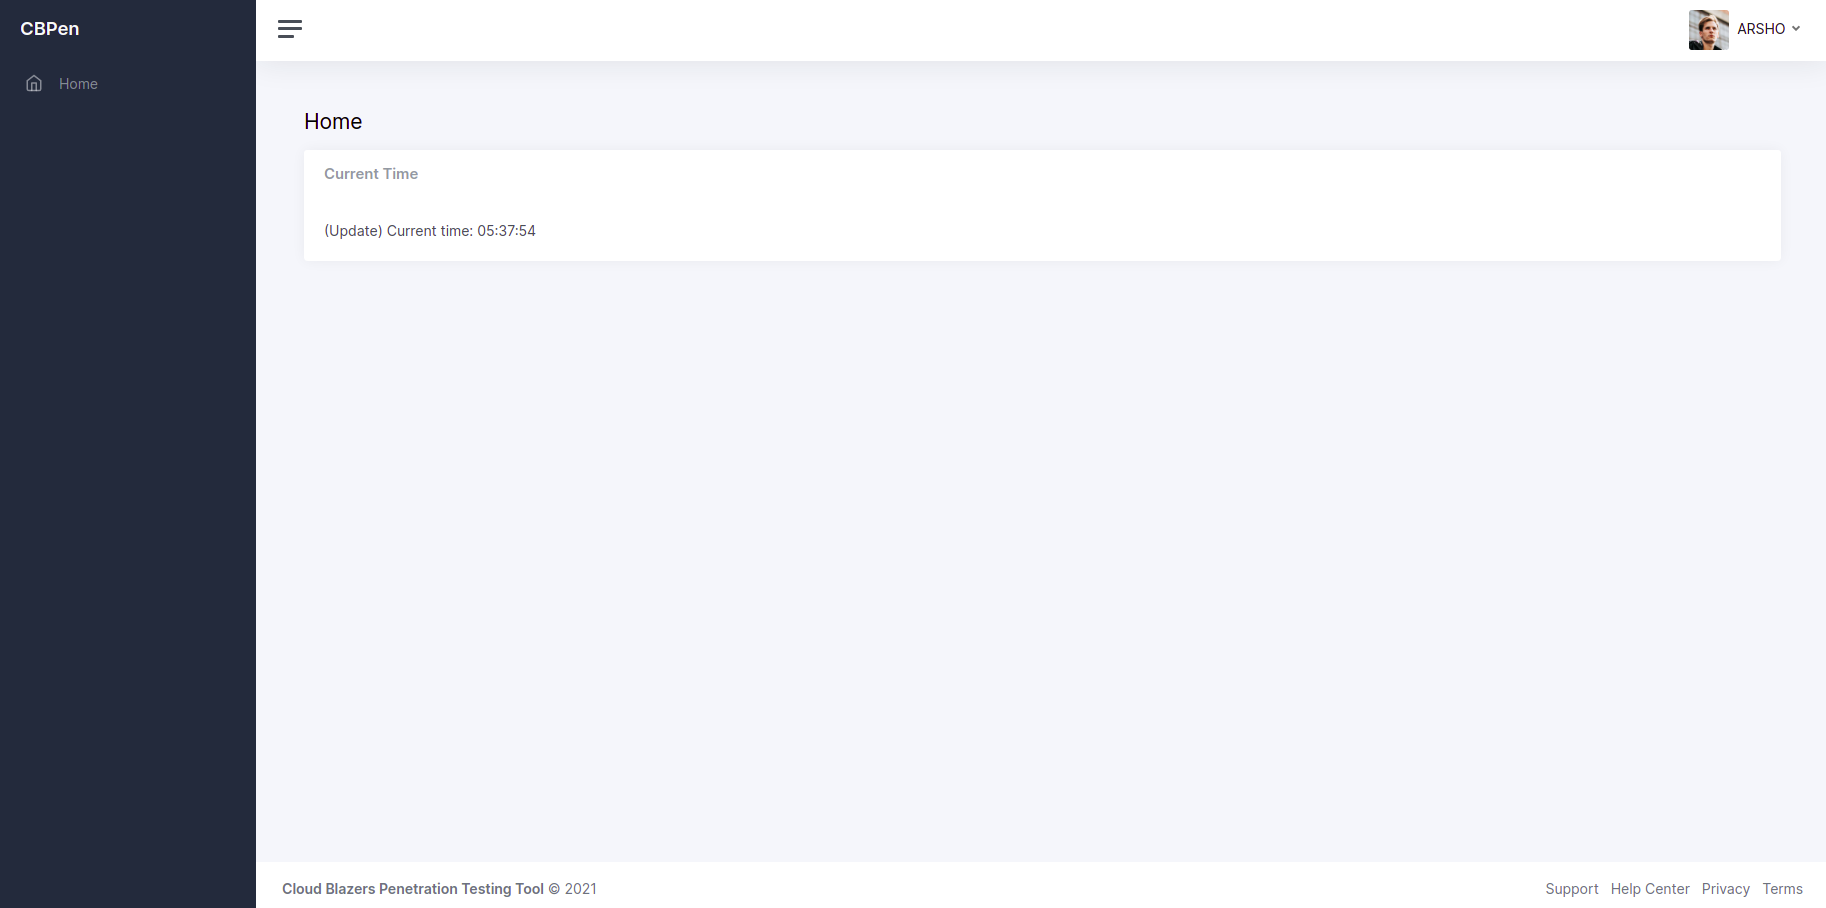 CBPen
ARSHO
Home
Home
Current Time
(Update) Current time: 05:37:54
Cloud Blazers Penetration Testing Tool © 2021
Support Help Center Privacy Terms